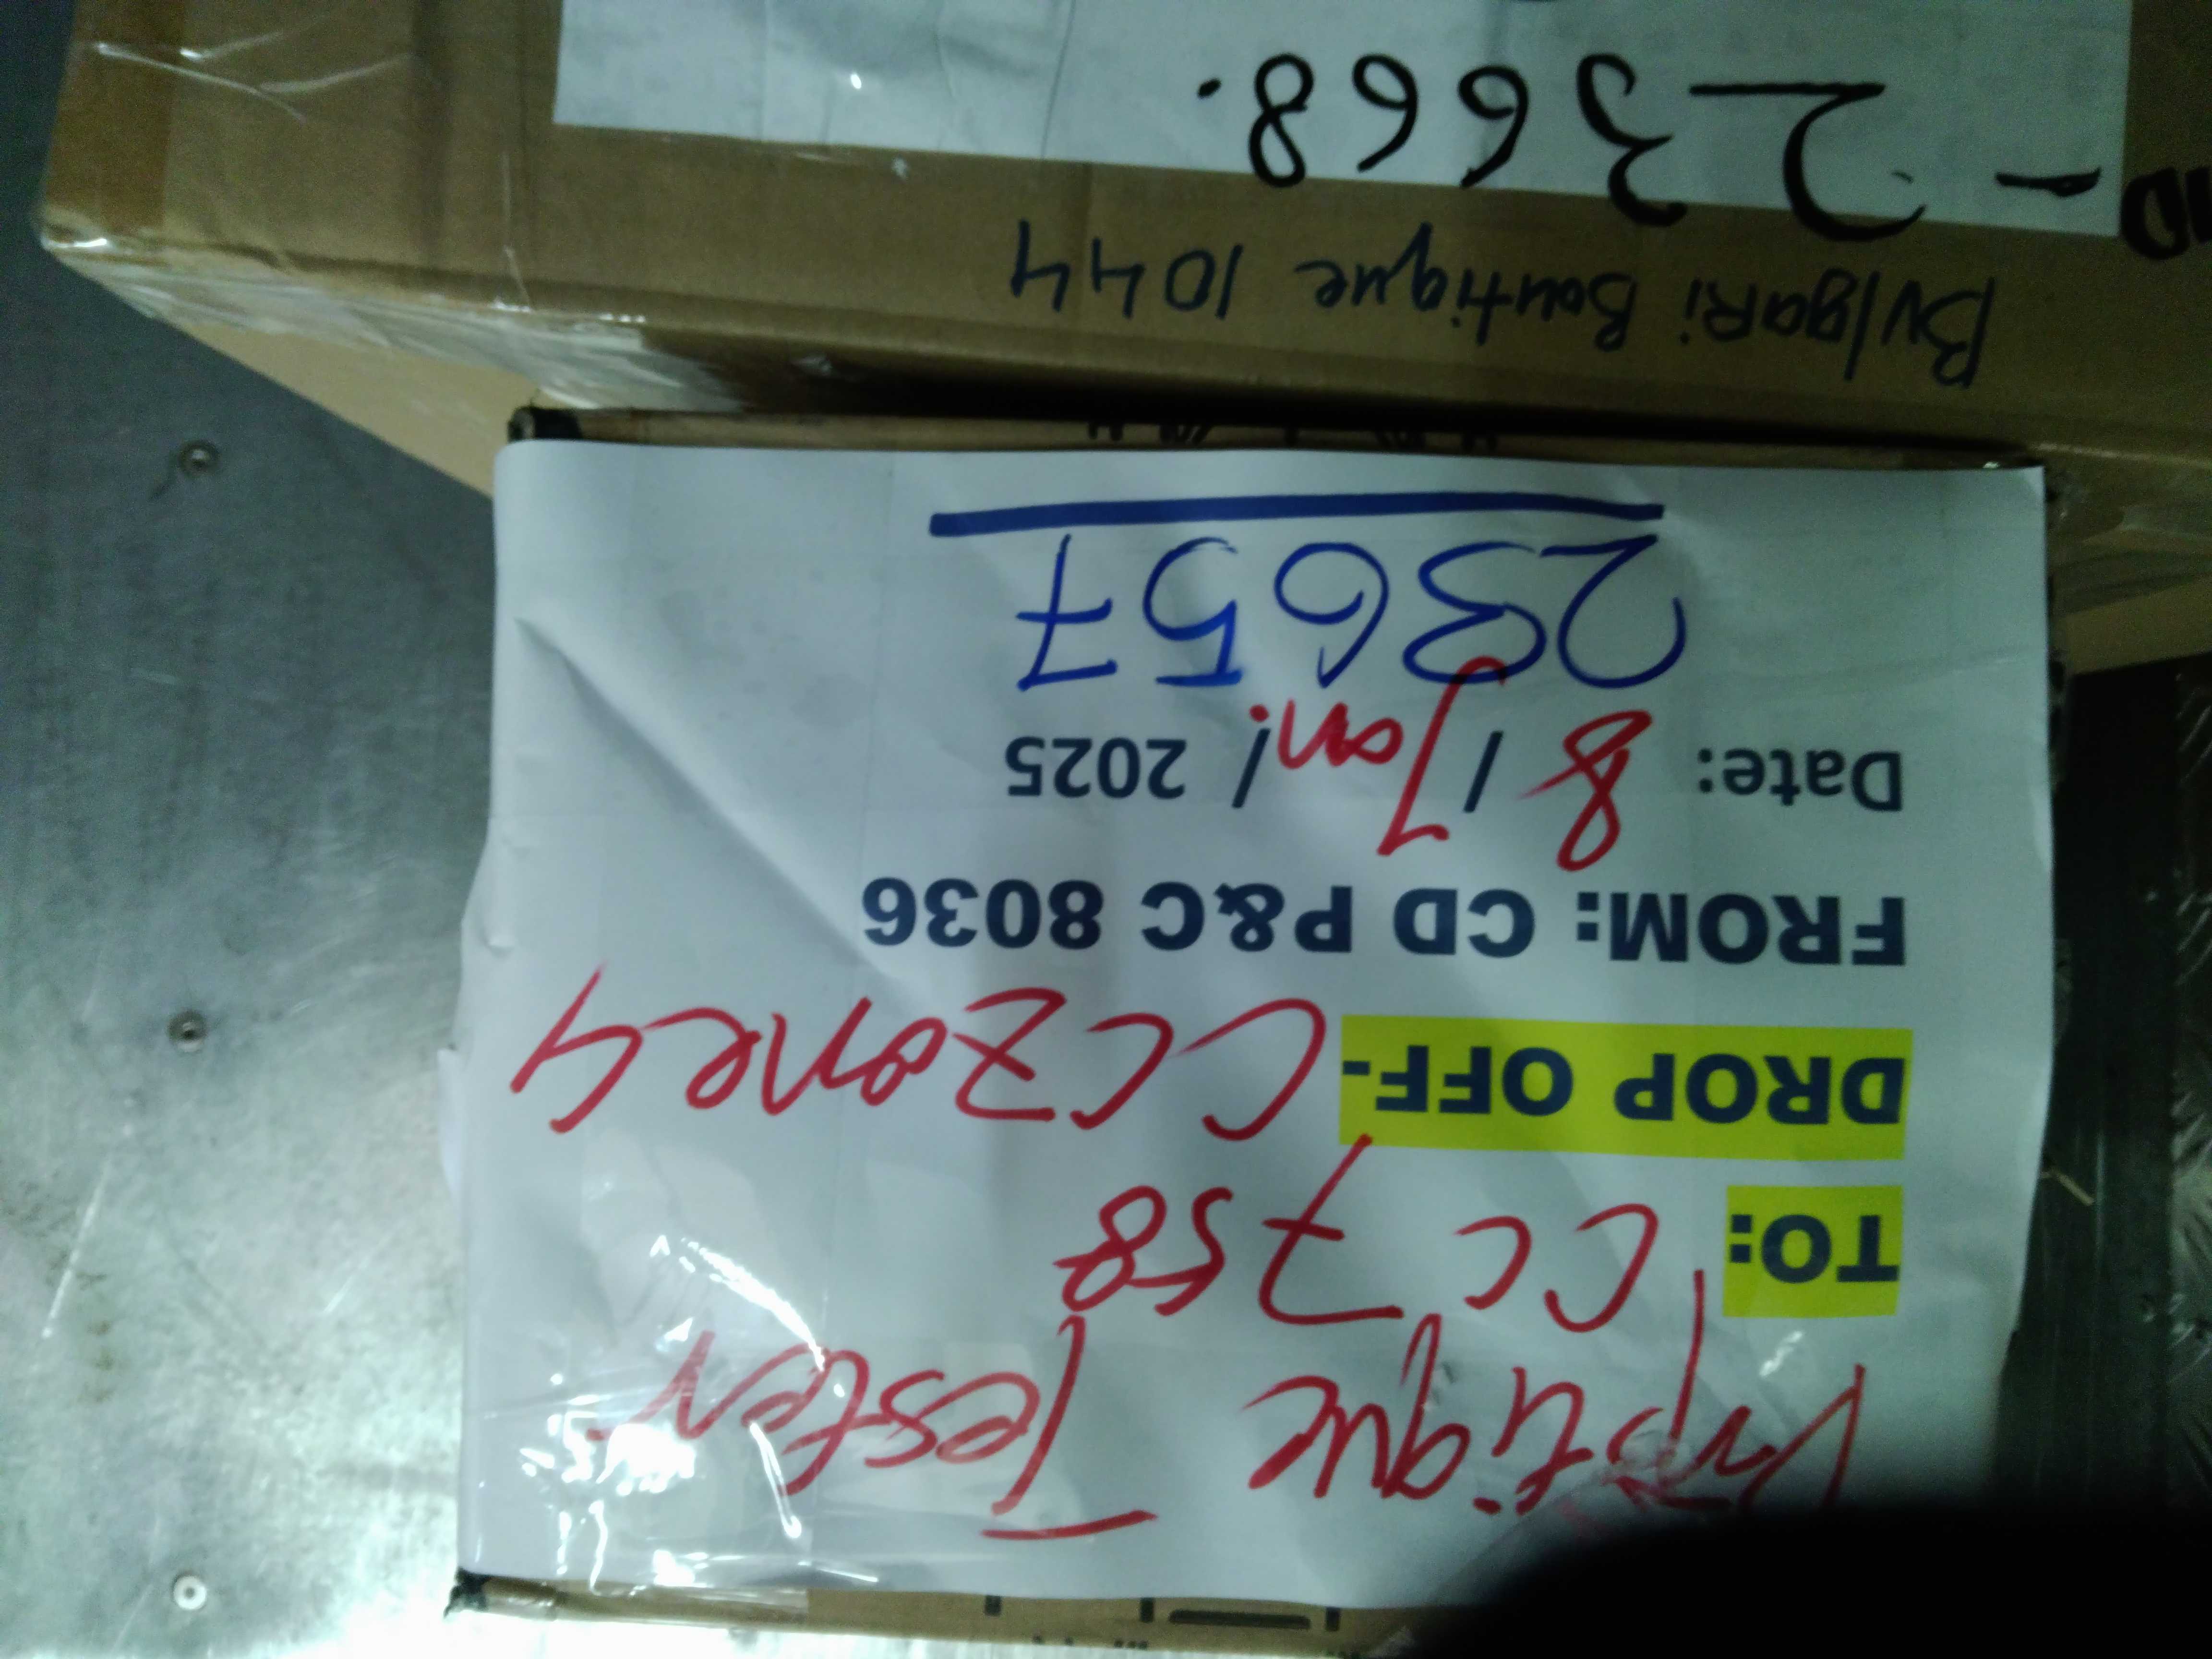 Tester
TO: CC 758
DROP OFF- CC Zone 4
FROM: CD P&C 8036
Date: 8 / Jan. / 2025
23657
Bvlgari Boutique 1044
- 23668.